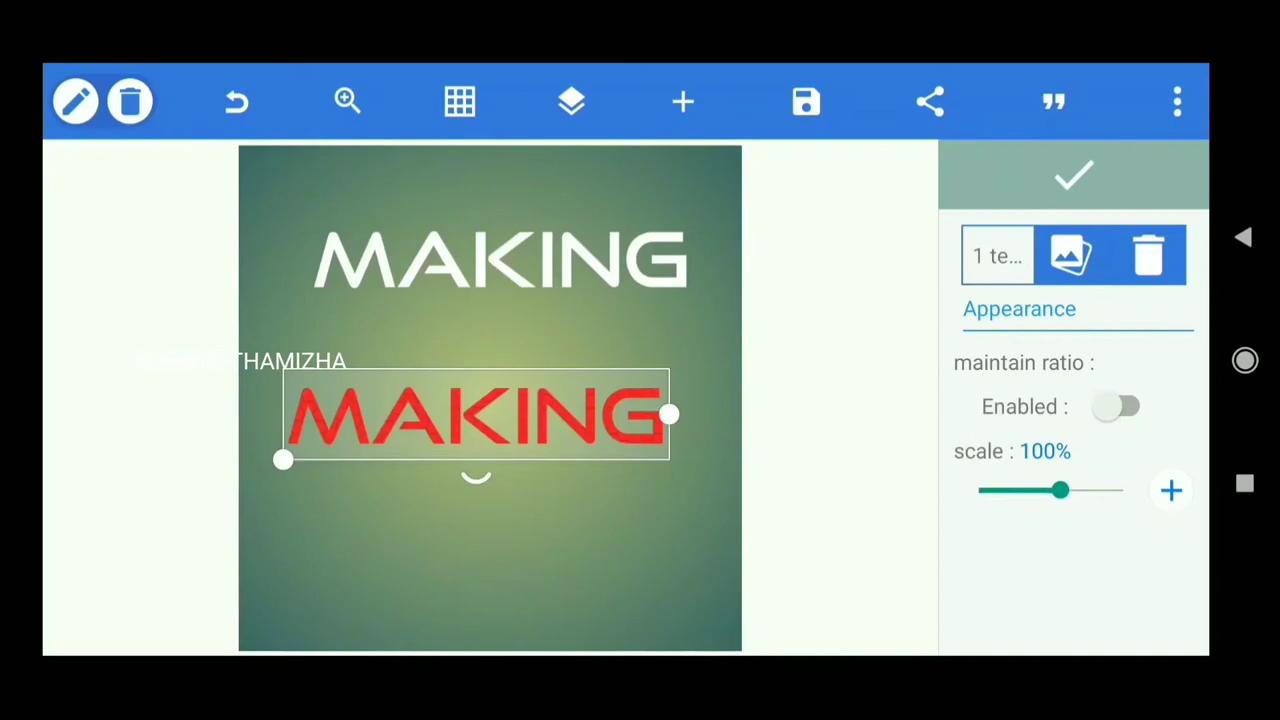 MAKING
THAMIZHA
MAKING
1 te...
Appearance
maintain ratio :
Enabled :
scale : 100%